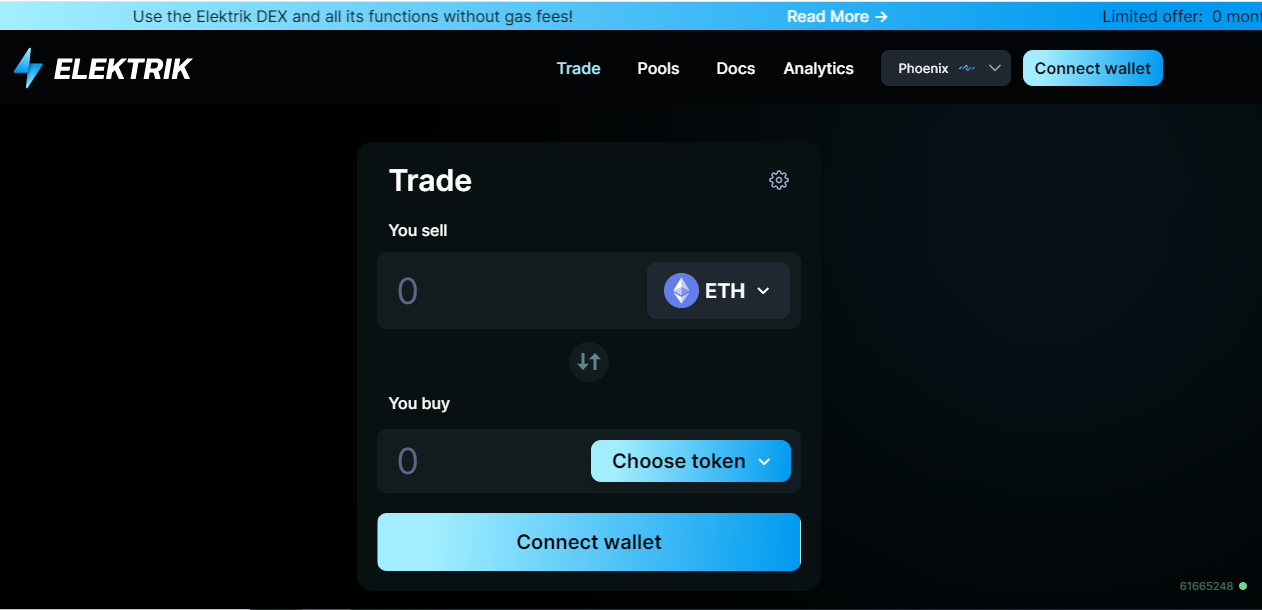 Use the Elektrik DEX and all its functions without gas fees! Read More → Limited offer: 0 mont
ELEKTRIK Trade Pools Docs Analytics Phoenix Connect wallet
Trade
You sell
0 ETH
You buy
0 Choose token
Connect wallet
61665248